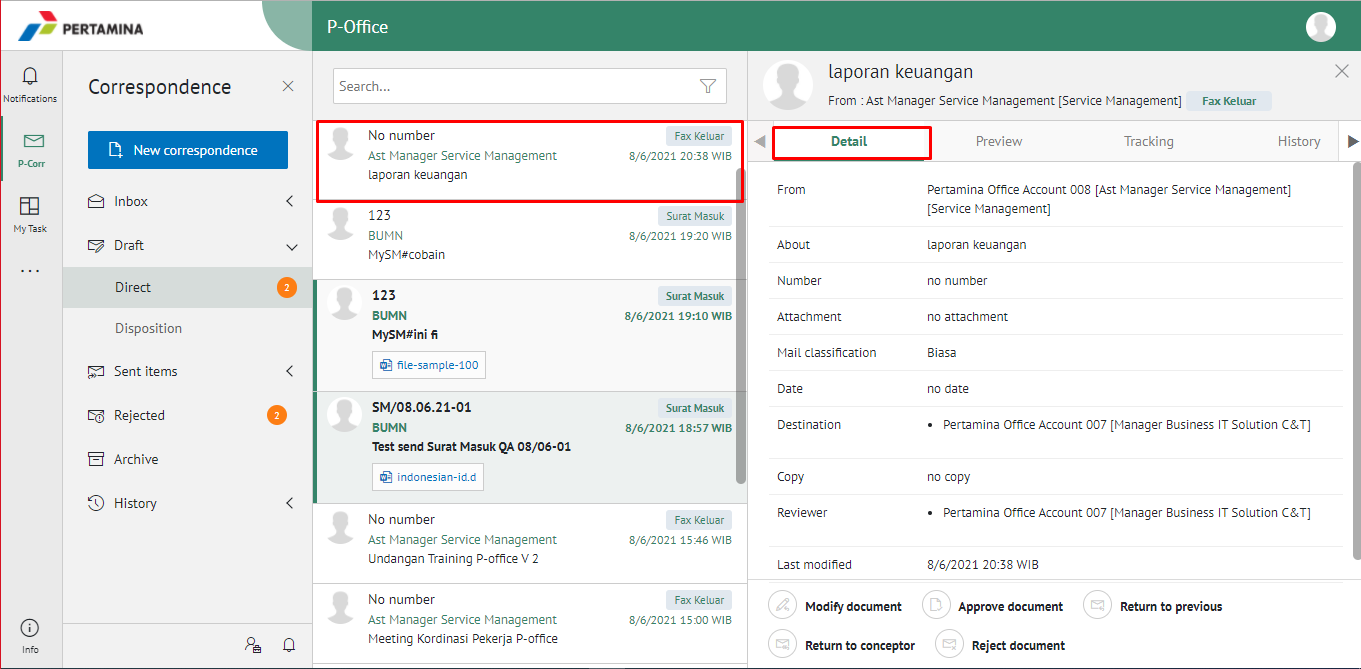 PERTAMINA
P-Office
Notifications
P-Corr
My Task
...
Info
Correspondence
New correspondence
Inbox
Draft
Direct 2
Disposition
Sent items
Rejected 2
Archive
History
Search...
No number Fax Keluar
Ast Manager Service Management 8/6/2021 20:38 WIB
laporan keuangan
123 Surat Masuk
BUMN 8/6/2021 19:20 WIB
MySM#cobain
123 Surat Masuk
BUMN 8/6/2021 19:10 WIB
MySM#ini fi
file-sample-100
SM/08.06.21-01 Surat Masuk
BUMN 8/6/2021 18:57 WIB
Test send Surat Masuk QA 08/06-01
indonesian-id.d
No number Fax Keluar
Ast Manager Service Management 8/6/2021 15:46 WIB
Undangan Training P-office V 2
No number Fax Keluar
Ast Manager Service Management 8/6/2021 15:00 WIB
Meeting Kordinasi Pekerja P-office
laporan keuangan
From : Ast Manager Service Management [Service Management] Fax Keluar
Detail Preview Tracking History
From Pertamina Office Account 008 [Ast Manager Service Management]
[Service Management]
About laporan keuangan
Number no number
Attachment no attachment
Mail classification Biasa
Date no date
Destination • Pertamina Office Account 007 [Manager Business IT Solution C&T]
Copy no copy
Reviewer • Pertamina Office Account 007 [Manager Business IT Solution C&T]
Last modified 8/6/2021 20:38 WIB
Modify document Approve document Return to previous
Return to conceptor Reject document